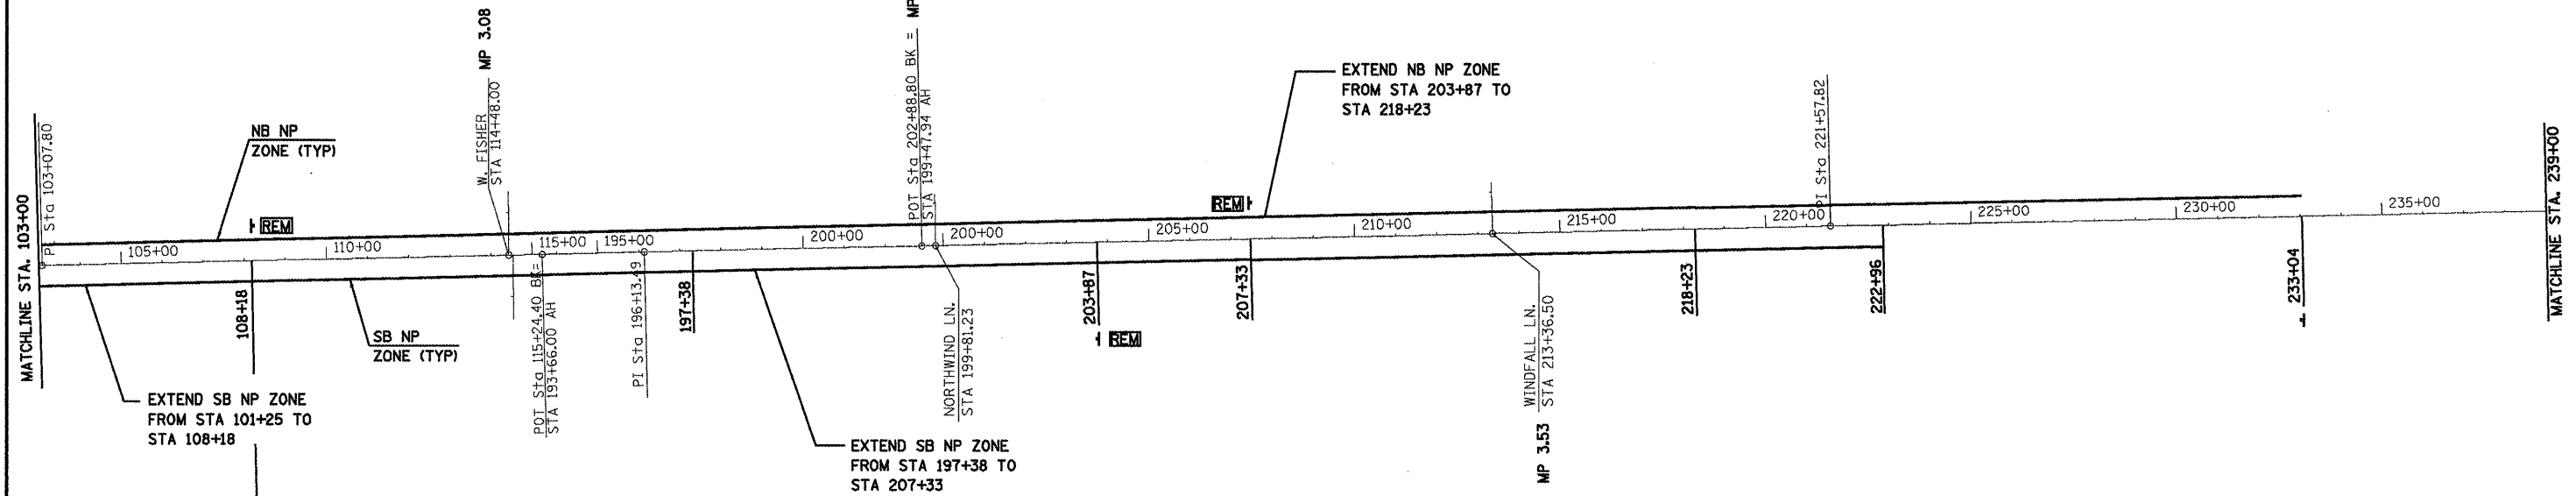 MATCHLINE STA. 103+00
PI Sta 103+07.80
NB NP
ZONE (TYP)
REM
105+00
108+18
110+00
EXTEND SB NP ZONE
FROM STA 101+25 TO
STA 108+18
SB NP
ZONE (TYP)
MP 3.08
W. FISHER
STA 114+48.00
115+00
195+00
POT Sta 115+24.40 BK=
STA 193+66.00 AH
PI Sta 196+13.49
197+38
200+00
EXTEND SB NP ZONE
FROM STA 197+38 TO
STA 207+33
POT Sta 202+88.80 BK = MP
STA 199+47.94 AH
200+00
NORTHWIND LN.
STA 199+81.23
203+87
REM
205+00
207+33
REM
EXTEND NB NP ZONE
FROM STA 203+87 TO
STA 218+23
210+00
MP 3.53
WINDFALL LN.
STA 213+36.50
215+00
218+23
220+00
PI Sta 221+57.82
222+96
225+00
230+00
233+04
235+00
MATCHLINE STA. 239+00